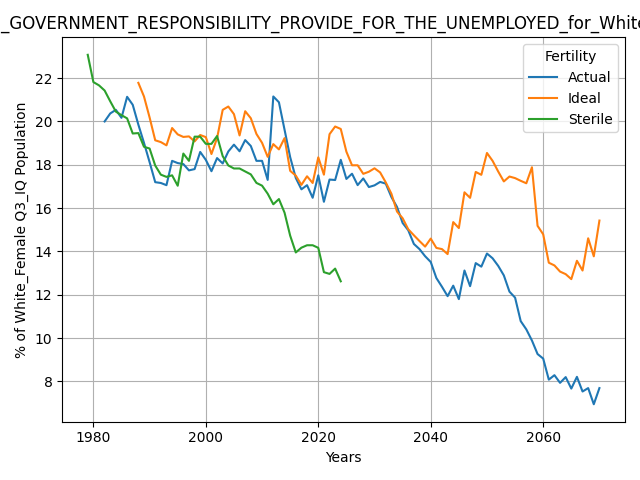 _GOVERNMENT_RESPONSIBILITY_PROVIDE_FOR_THE_UNEMPLOYED_for_White
Fertility
Actual
Ideal
Sterile
% of White_Female Q3_IQ Population
22
20
18
16
14
12
10
8
1980
2000
2020
2040
2060
Years